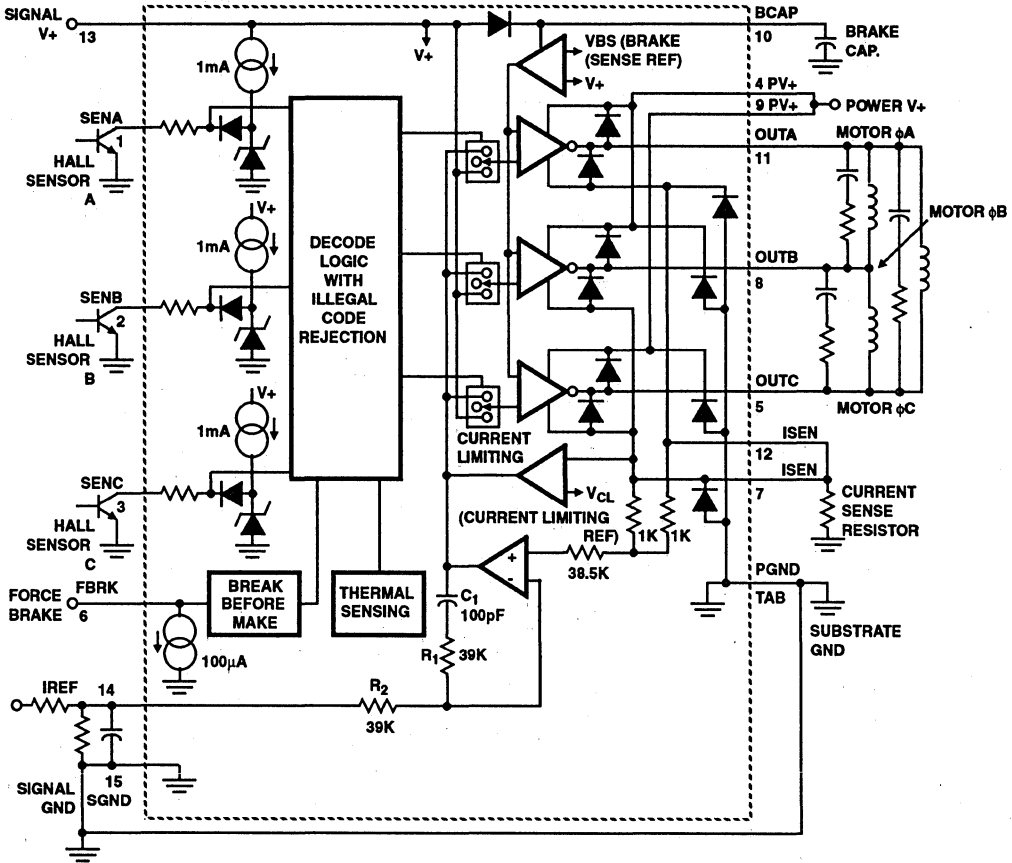 SIGNAL
V+
13
V+
BCAP
10
BRAKE
CAP.
VBS (BRAKE
(SENSE REF)
V+
1mA
4 PV+
9 PV+
POWER V+
SENA
1
HALL
SENSOR
A
OUTA
11
MOTOR ϕA
V+
1mA
DECODE
LOGIC
WITH
ILLEGAL
CODE
REJECTION
MOTOR ϕB
OUTB
8
SENB
2
HALL
SENSOR
B
V+
1mA
OUTC
5
MOTOR ϕC
CURRENT
LIMITING
ISEN
12
ISEN
7
VCL
(CURRENT LIMITING
REF)
1K
1K
CURRENT
SENSE
RESISTOR
SENC
3
HALL
SENSOR
C
+
-
38.5K
FORCE
BRAKE
FBRK
6
BREAK
BEFORE
MAKE
THERMAL
SENSING
C1
100pF
PGND
TAB
SUBSTRATE
GND
100μA
R1
39K
IREF
14
R2
39K
15
SGND
SIGNAL
GND